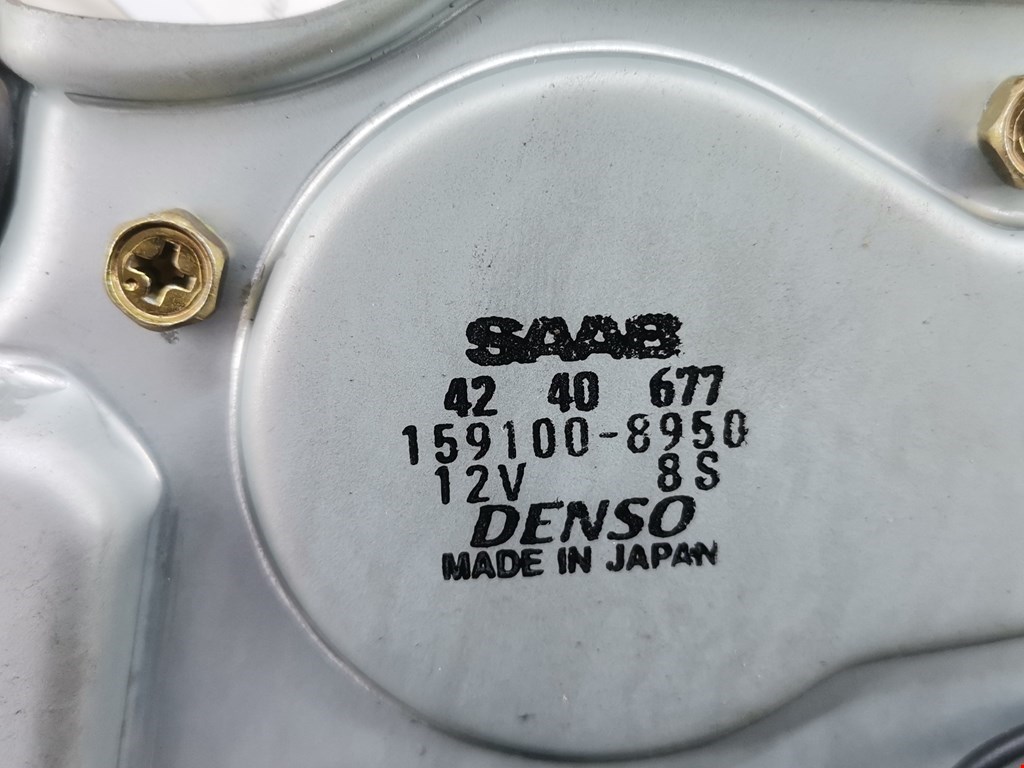 SAAB
42 40 677
159100-8950
12V 8S
DENSO
MADE IN JAPAN